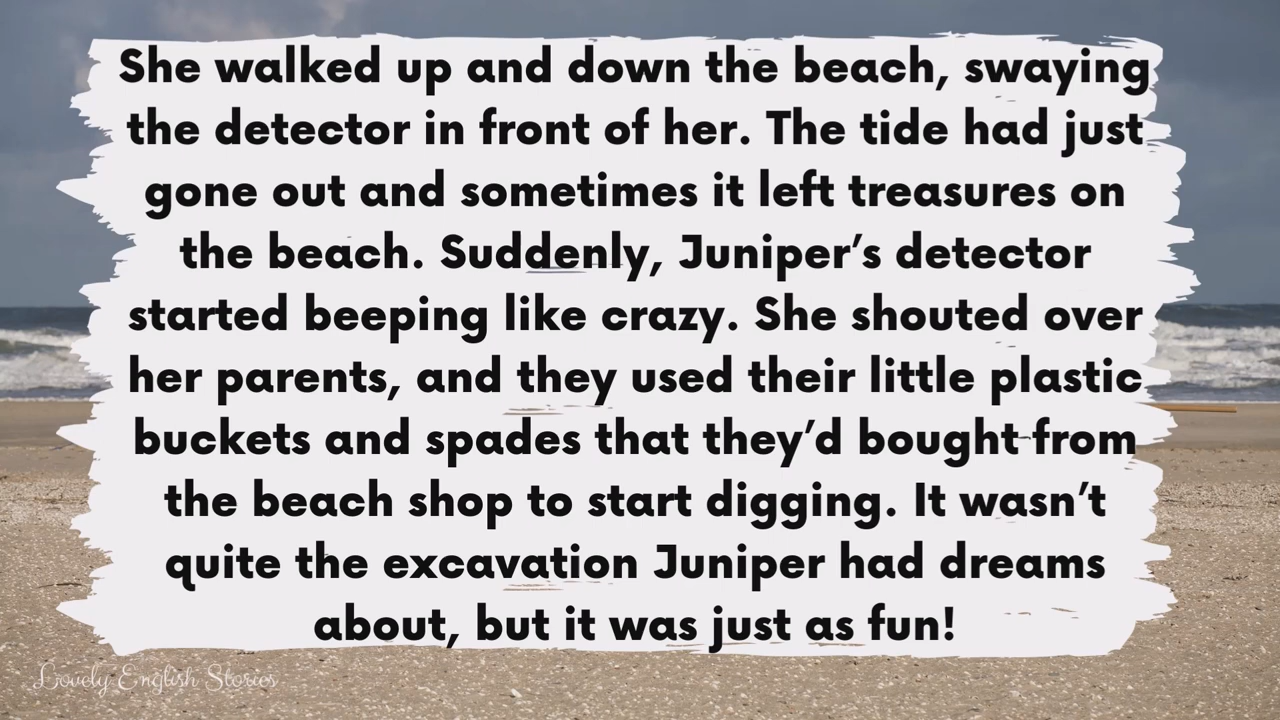 She walked up and down the beach, swaying
the detector in front of her. The tide had just
gone out and sometimes it left treasures on
the beach. Suddenly, Juniper’s detector
started beeping like crazy. She shouted over
her parents, and they used their little plastic
buckets and spades that they’d bought from
the beach shop to start digging. It wasn’t
quite the excavation Juniper had dreams
about, but it was just as fun!
Lovely English Stories